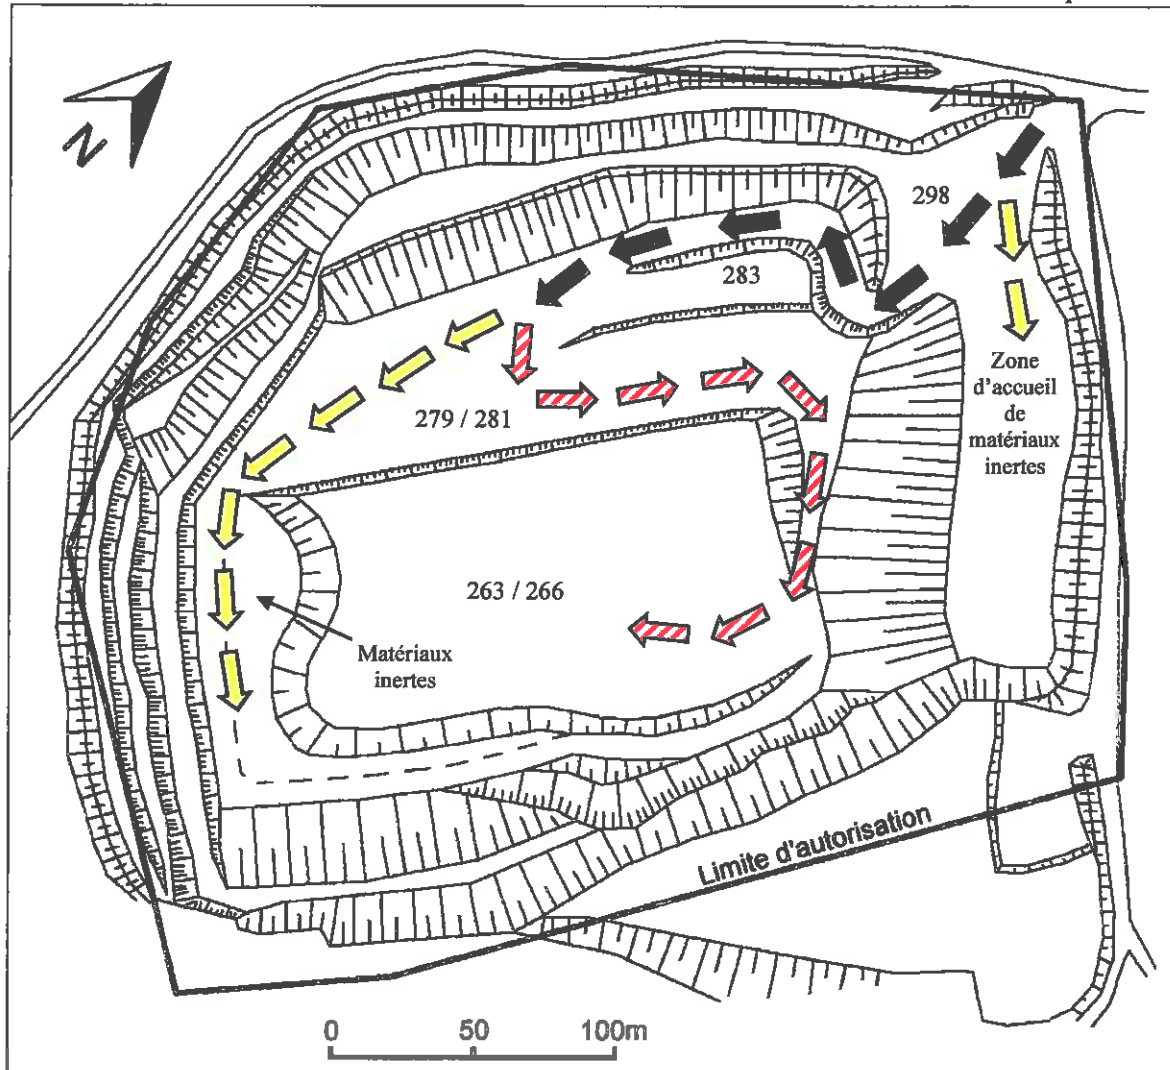 N
298
283
Zone
d'accueil
de
matériaux
inertes
279 / 281
263 / 266
Matériaux
inertes
Limite d'autorisation
0 50 100m